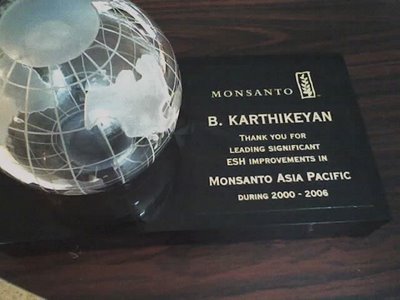 MONSANTO
B. KARTHIKEYAN
THANK YOU FOR
LEADING SIGNIFICANT
ESH IMPROVEMENTS IN
MONSANTO ASIA PACIFIC
DURING 2000 - 2006